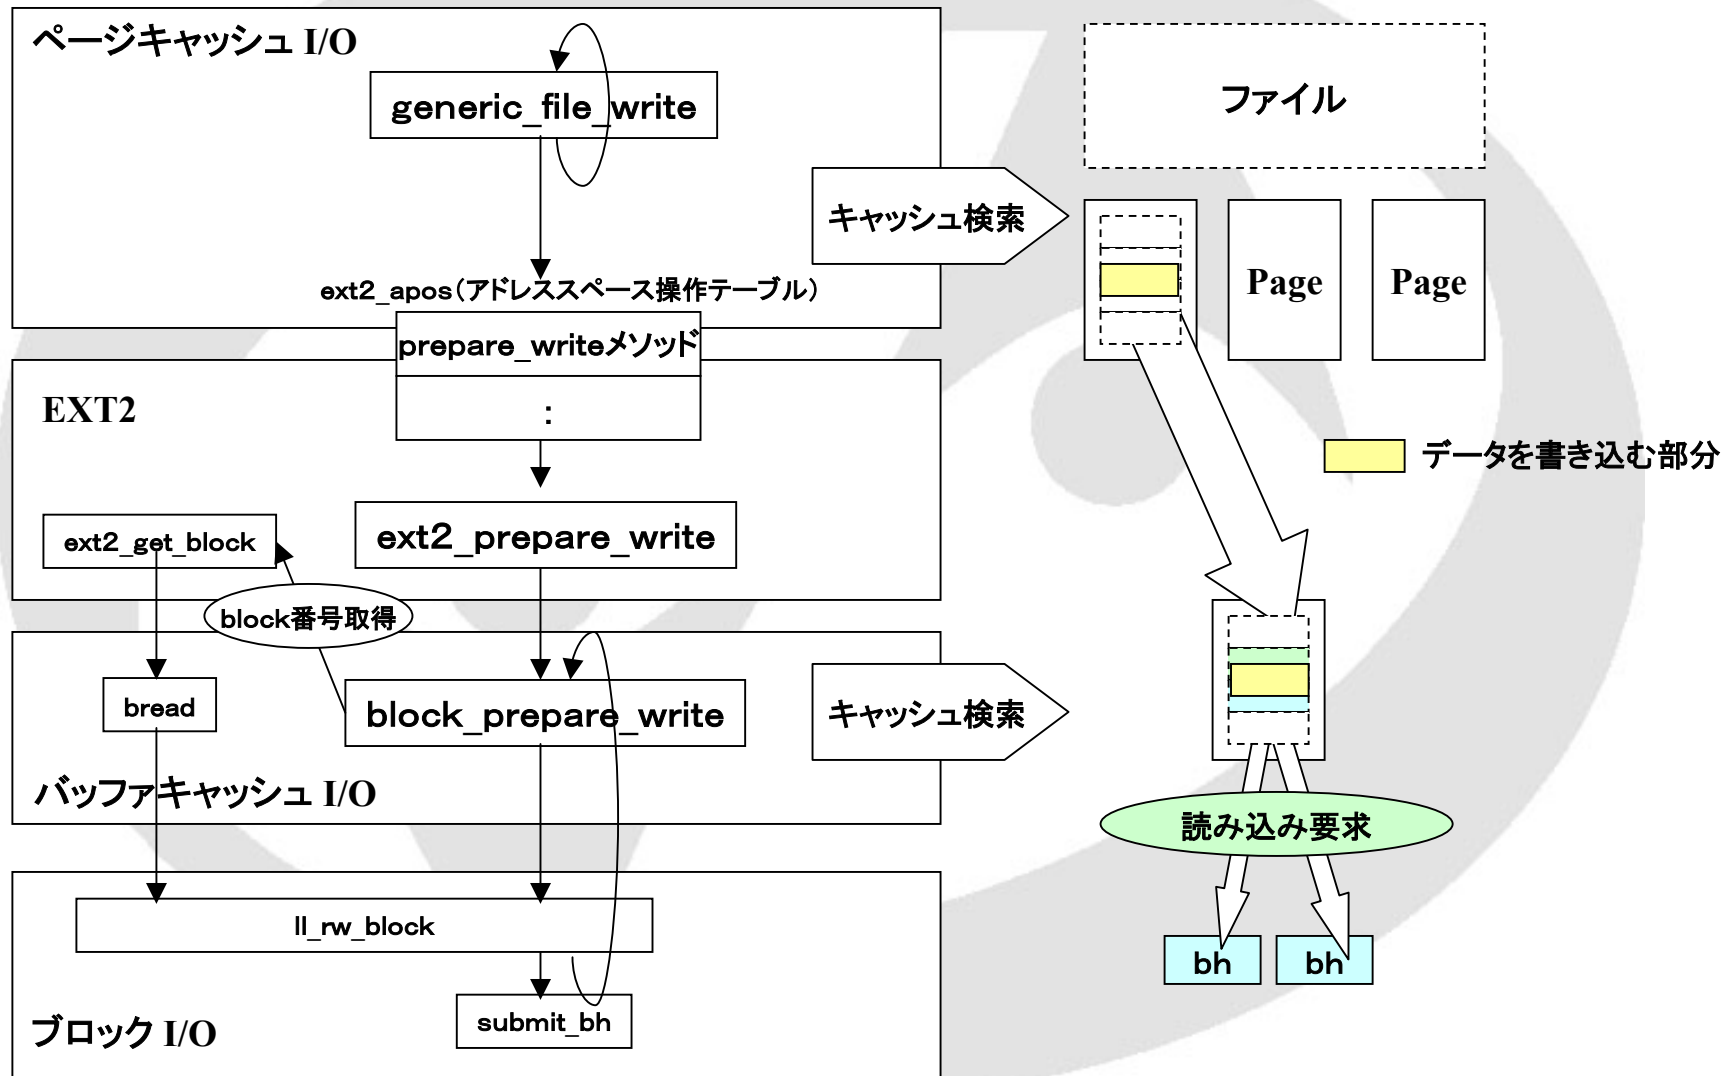 ページキャッシュ I/O
generic_file_write
ファイル
キャッシュ検索
Page
Page
ext2_apos(アドレススペース操作テーブル)
prepare_writeメソッド
:
EXT2
データを書き込む部分
ext2_get_block
ext2_prepare_write
block番号取得
bread
block_prepare_write
キャッシュ検索
バッファキャッシュ I/O
読み込み要求
ll_rw_block
bh
bh
submit_bh
ブロック I/O